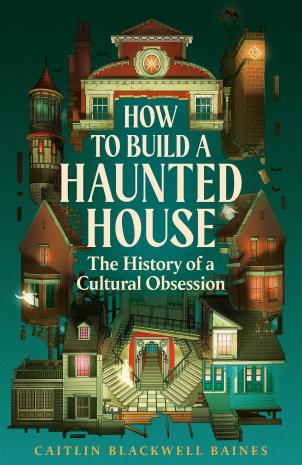 HOW
TO BUILD A
HAUNTED
HOUSE
The History of a
Cultural Obsession
CAITLIN BLACKWELL BAINES